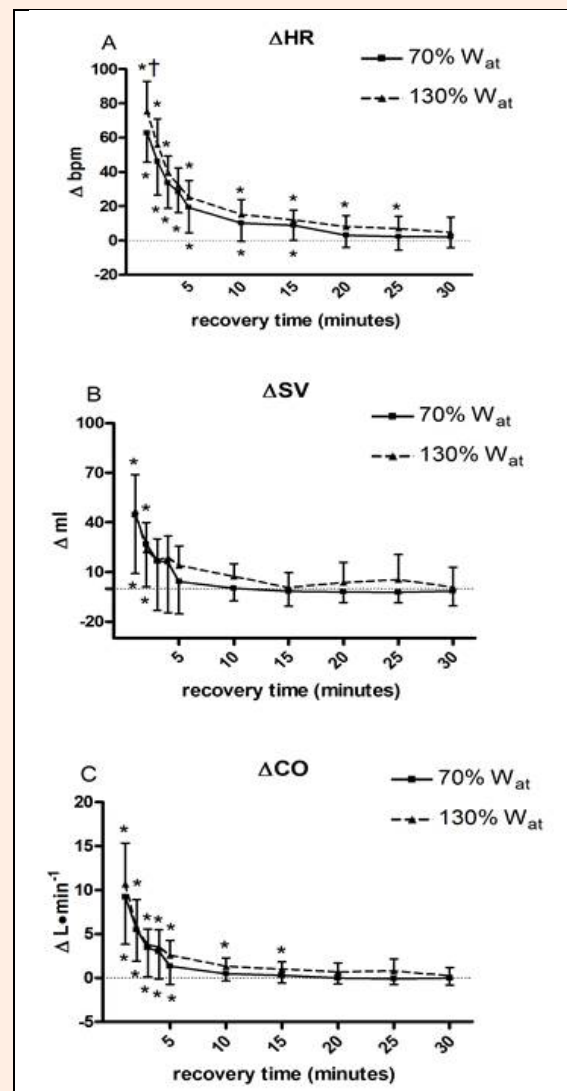 A
ΔHR
* †
70% Wat
130% Wat
100
80
60
40
20
0
-20
Δ bpm
* * * * * * * *
* * * * * * *
5 10 15 20 25 30
recovery time (minutes)
B
ΔSV
70% Wat
130% Wat
100
70
40
10
-20
Δ ml
* *
* *
5 10 15 20 25 30
recovery time (minutes)
C
ΔCO
70% Wat
130% Wat
20
15
10
5
0
-5
Δ L•min-1
* * * * * * *
* * * * *
5 10 15 20 25 30
recovery time (minutes)